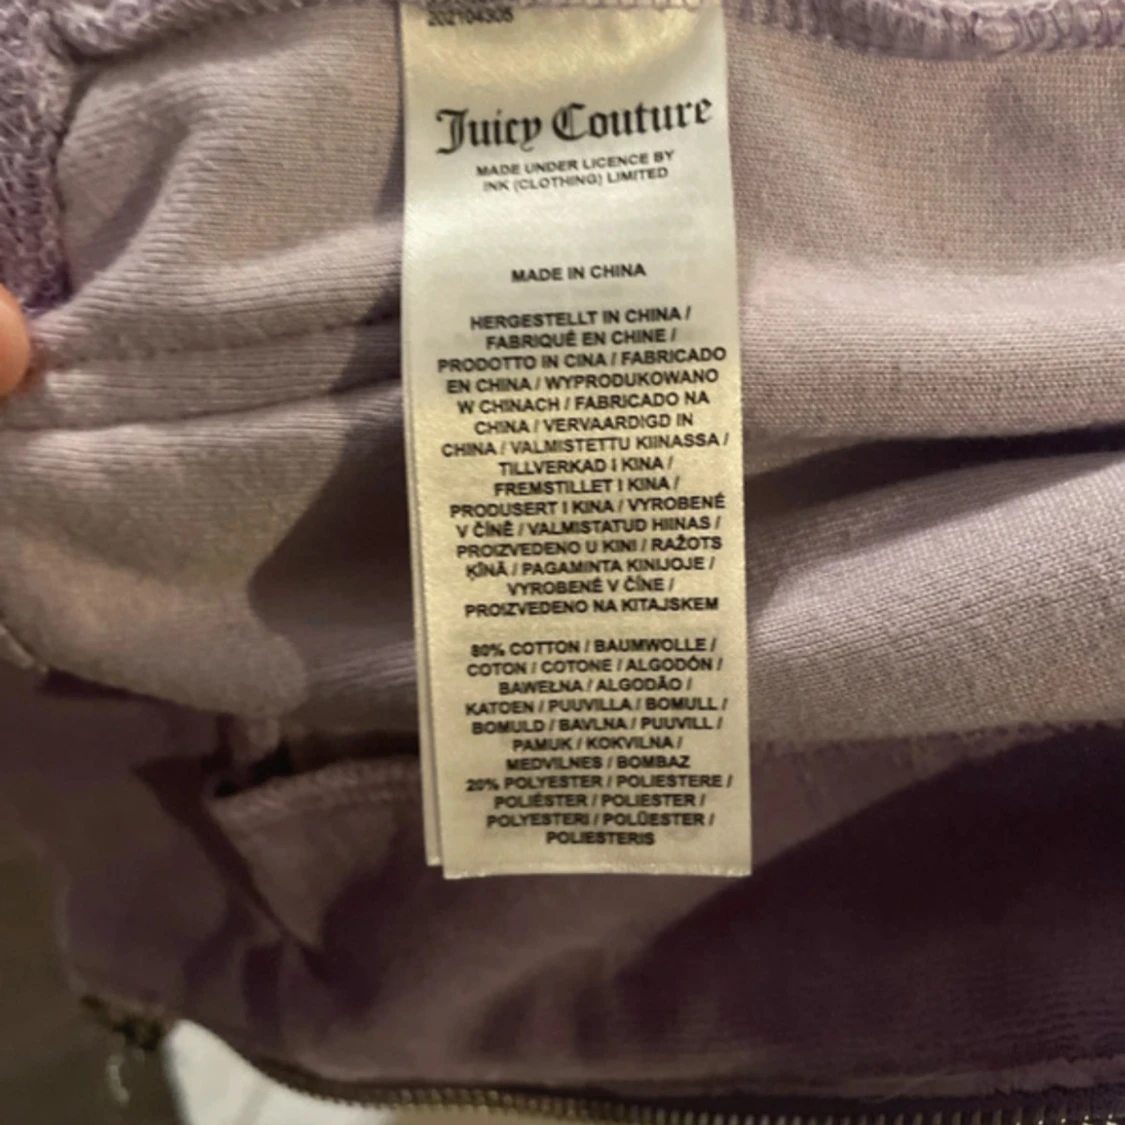 202104305
Juicy Couture
MADE UNDER LICENCE BY
INK (CLOTHING) LIMITED
MADE IN CHINA
HERGESTELLT IN CHINA /
FABRIQUÉ EN CHINE /
PRODOTTO IN CINA / FABRICADO
EN CHINA / WYPRODUKOWANO
W CHINACH / FABRICADO NA
CHINA / VERVAARDIGD IN
CHINA / VALMISTETTU KIINASSA /
TILLVERKAD I KINA /
FREMSTILLET I KINA /
PRODUSERT I KINA / VYROBENÉ
V ČÍNĚ / VALMISTATUD HIINAS /
PROIZVEDENO U KINI / RAŽOTS
ĶĪNĀ / PAGAMINTA KINIJOJE /
VYROBENÉ V ČÍNE /
PROIZVEDENO NA KITAJSKEM
80% COTTON / BAUMWOLLE /
COTON / COTONE / ALGODÓN /
BAWEŁNA / ALGODÃO /
KATOEN / PUUVILLA / BOMULL /
BOMULD / BAVLNA / PUUVILL /
PAMUK / KOKVILNA /
MEDVILNES / BOMBAZ
20% POLYESTER / POLIESTERE /
POLIÉSTER / POLIESTER /
POLYESTERI / POLÜESTER /
POLIESTERIS